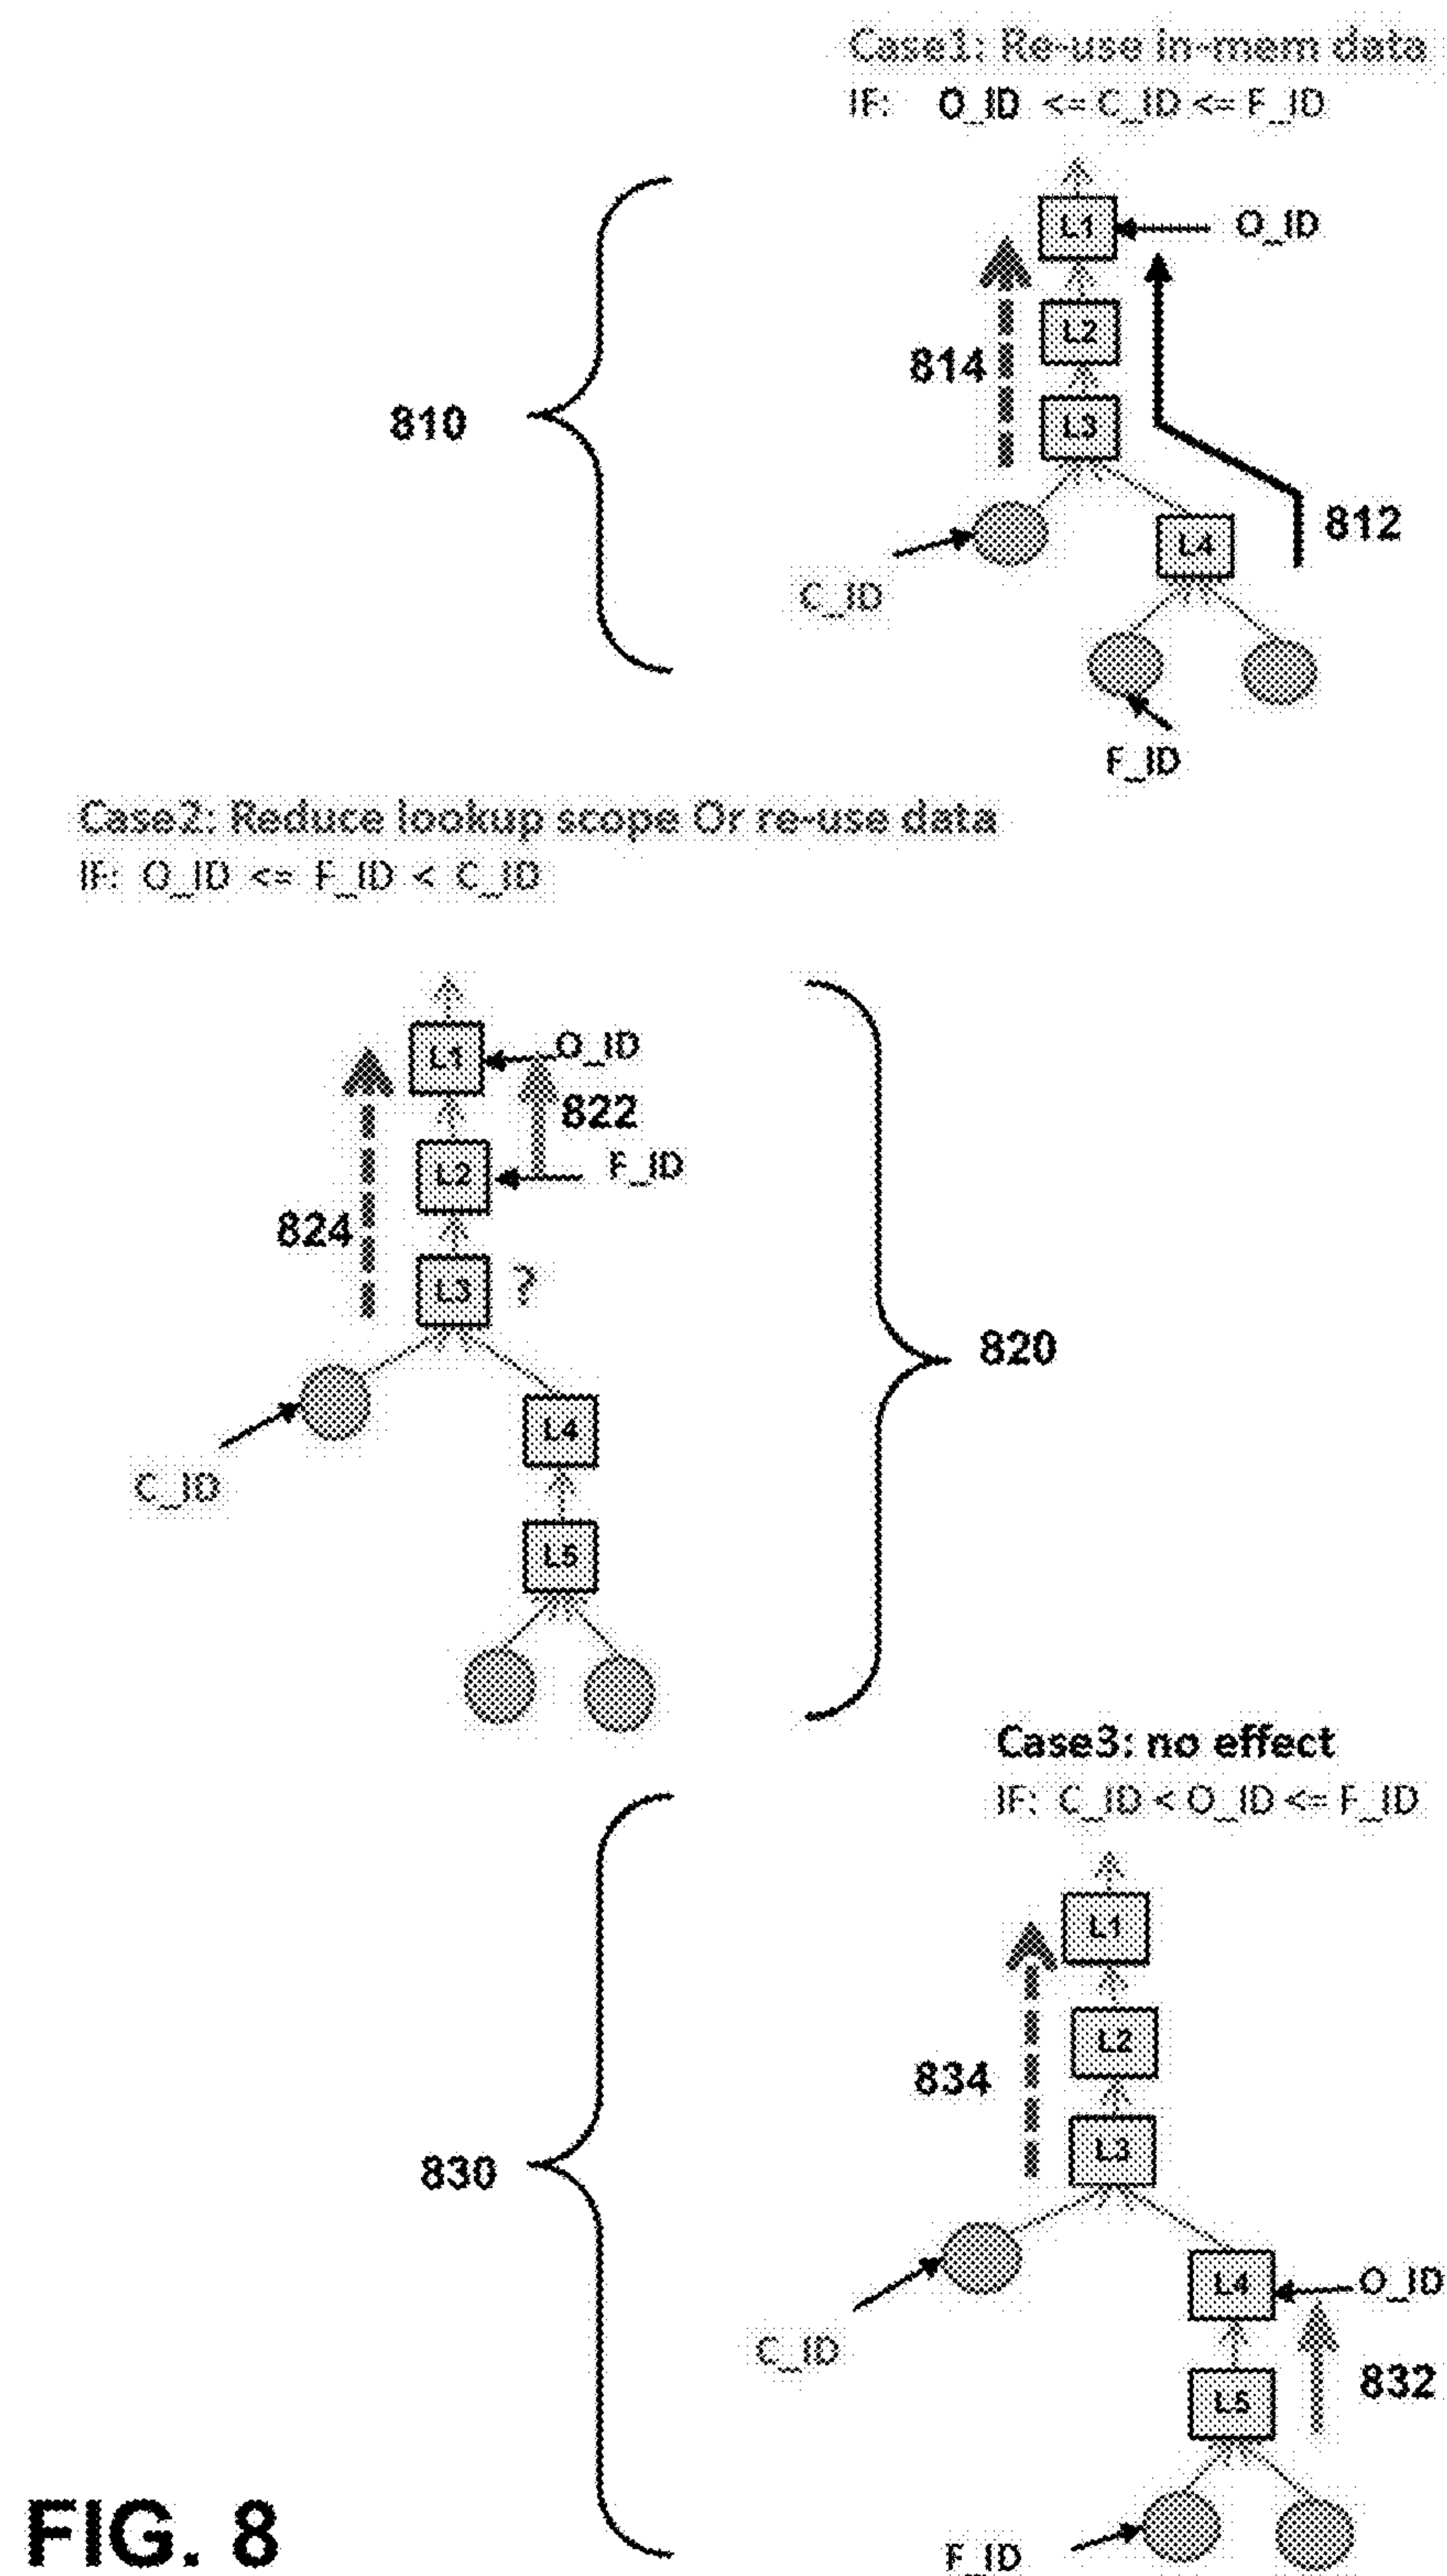 Case1: Re-use in-mem data
IF: O_ID <= C_ID <= F_ID
L1
O_ID
L2
814
L3
810
812
L4
C_ID
F_ID
Case2: Reduce lookup scope Or re-use data
IF: O_ID <= F_ID < C_ID
L1
O_ID
822
L2
F_ID
824
L3 ?
820
L4
C_ID
L5
Case3: no effect
IF: C_ID < O_ID <= F_ID
L1
L2
834
L3
830
L4
O_ID
C_ID
832
L5
F_ID
FIG. 8